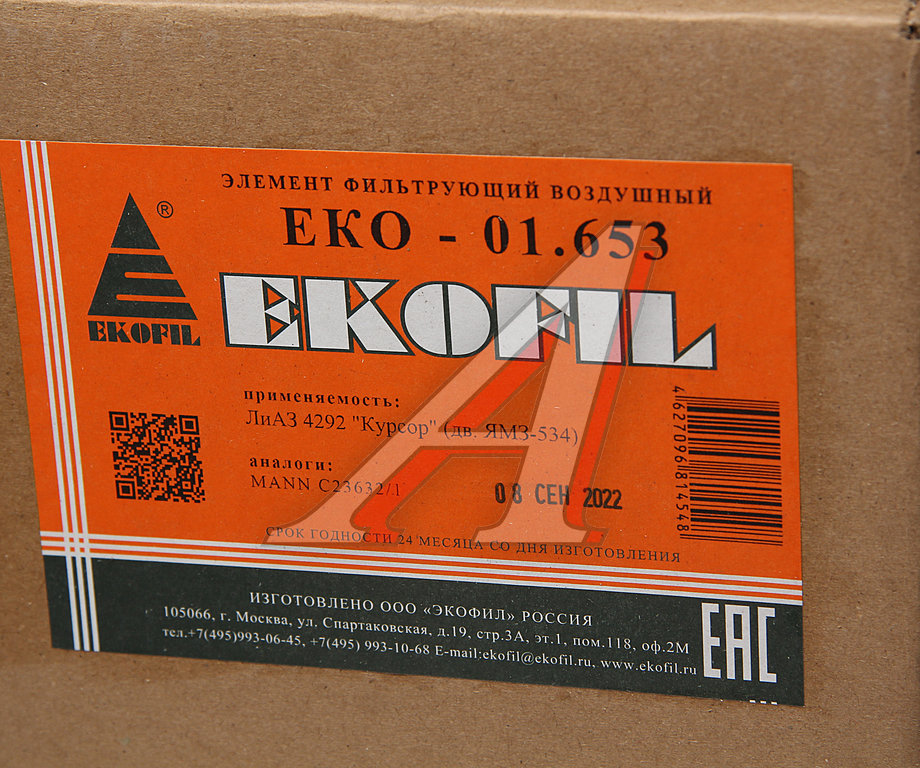 ЭЛЕМЕНТ ФИЛЬТРУЮЩИЙ ВОЗДУШНЫЙ
ЕКО - 01.653
®
EKOFIL
EKOFIL
применяемость:
ЛиАЗ 4292 "Курсор" (дв. ЯМЗ-534)
аналоги:
MANN C23632/1
08 СЕН 2022
4627096814548
СРОК ГОДНОСТИ 24 МЕСЯЦА СО ДНЯ ИЗГОТОВЛЕНИЯ
ИЗГОТОВЛЕНО ООО «ЭКОФИЛ» РОССИЯ
105066, г. Москва, ул. Спартаковская, д.19, стр.3А, эт.1, пом.118, оф.2М
тел.+7(495)993-06-45, +7(495) 993-10-68 E-mail:ekofil@ekofil.ru, www.ekofil.ru
EAC